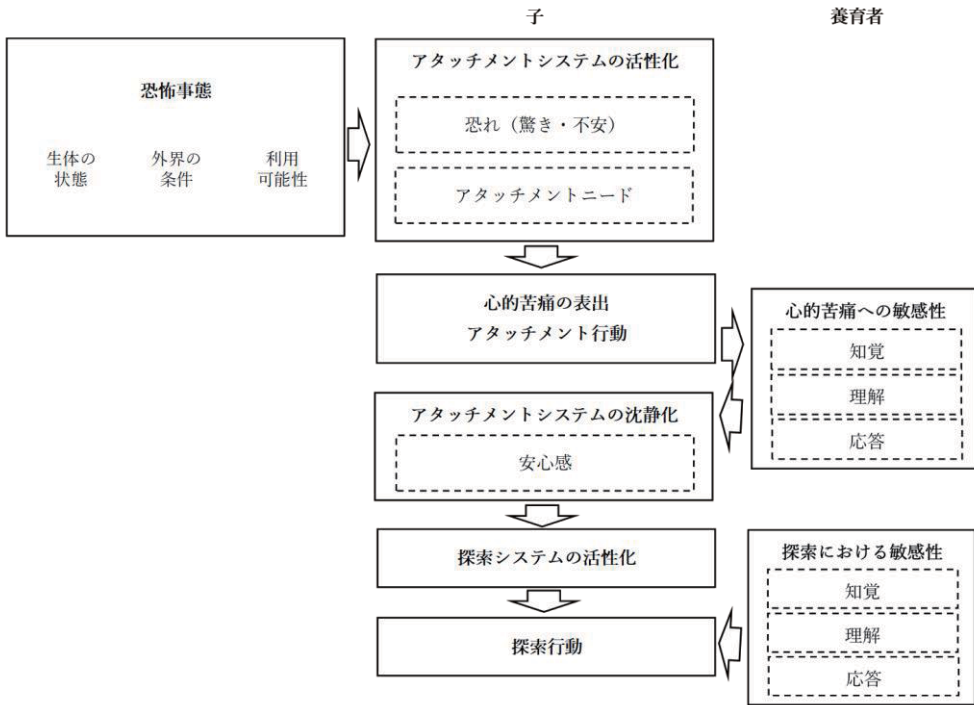 子
養育者
恐怖事態
生体の
状態
外界の
条件
利用
可能性
アタッチメントシステムの活性化
恐れ（驚き・不安）
アタッチメントニード
心的苦痛の表出
アタッチメント行動
心的苦痛への敏感性
知覚
理解
応答
アタッチメントシステムの沈静化
安心感
探索システムの活性化
探索行動
探索における敏感性
知覚
理解
応答